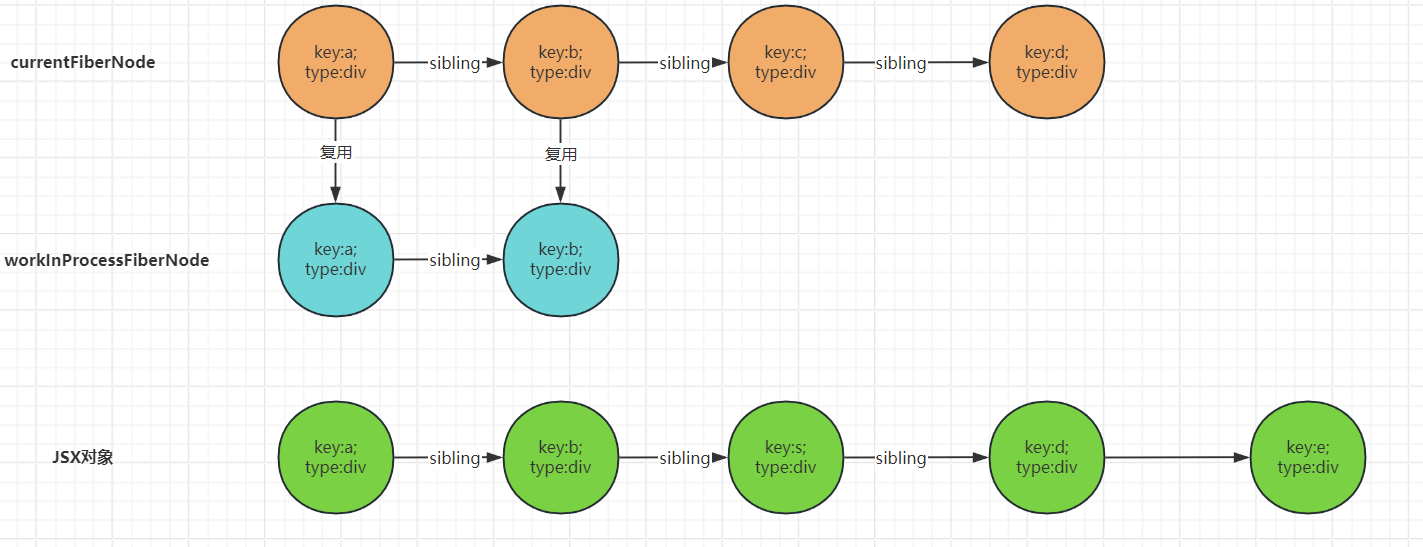 currentFiberNode
key:a;
type:div
sibling
key:b;
type:div
sibling
key:c;
type:div
sibling
key:d;
type:div
复用
复用
workInProcessFiberNode
key:a;
type:div
sibling
key:b;
type:div
JSX对象
key:a;
type:div
sibling
key:b;
type:div
sibling
key:s;
type:div
sibling
key:d;
type:div
key:e;
type:div